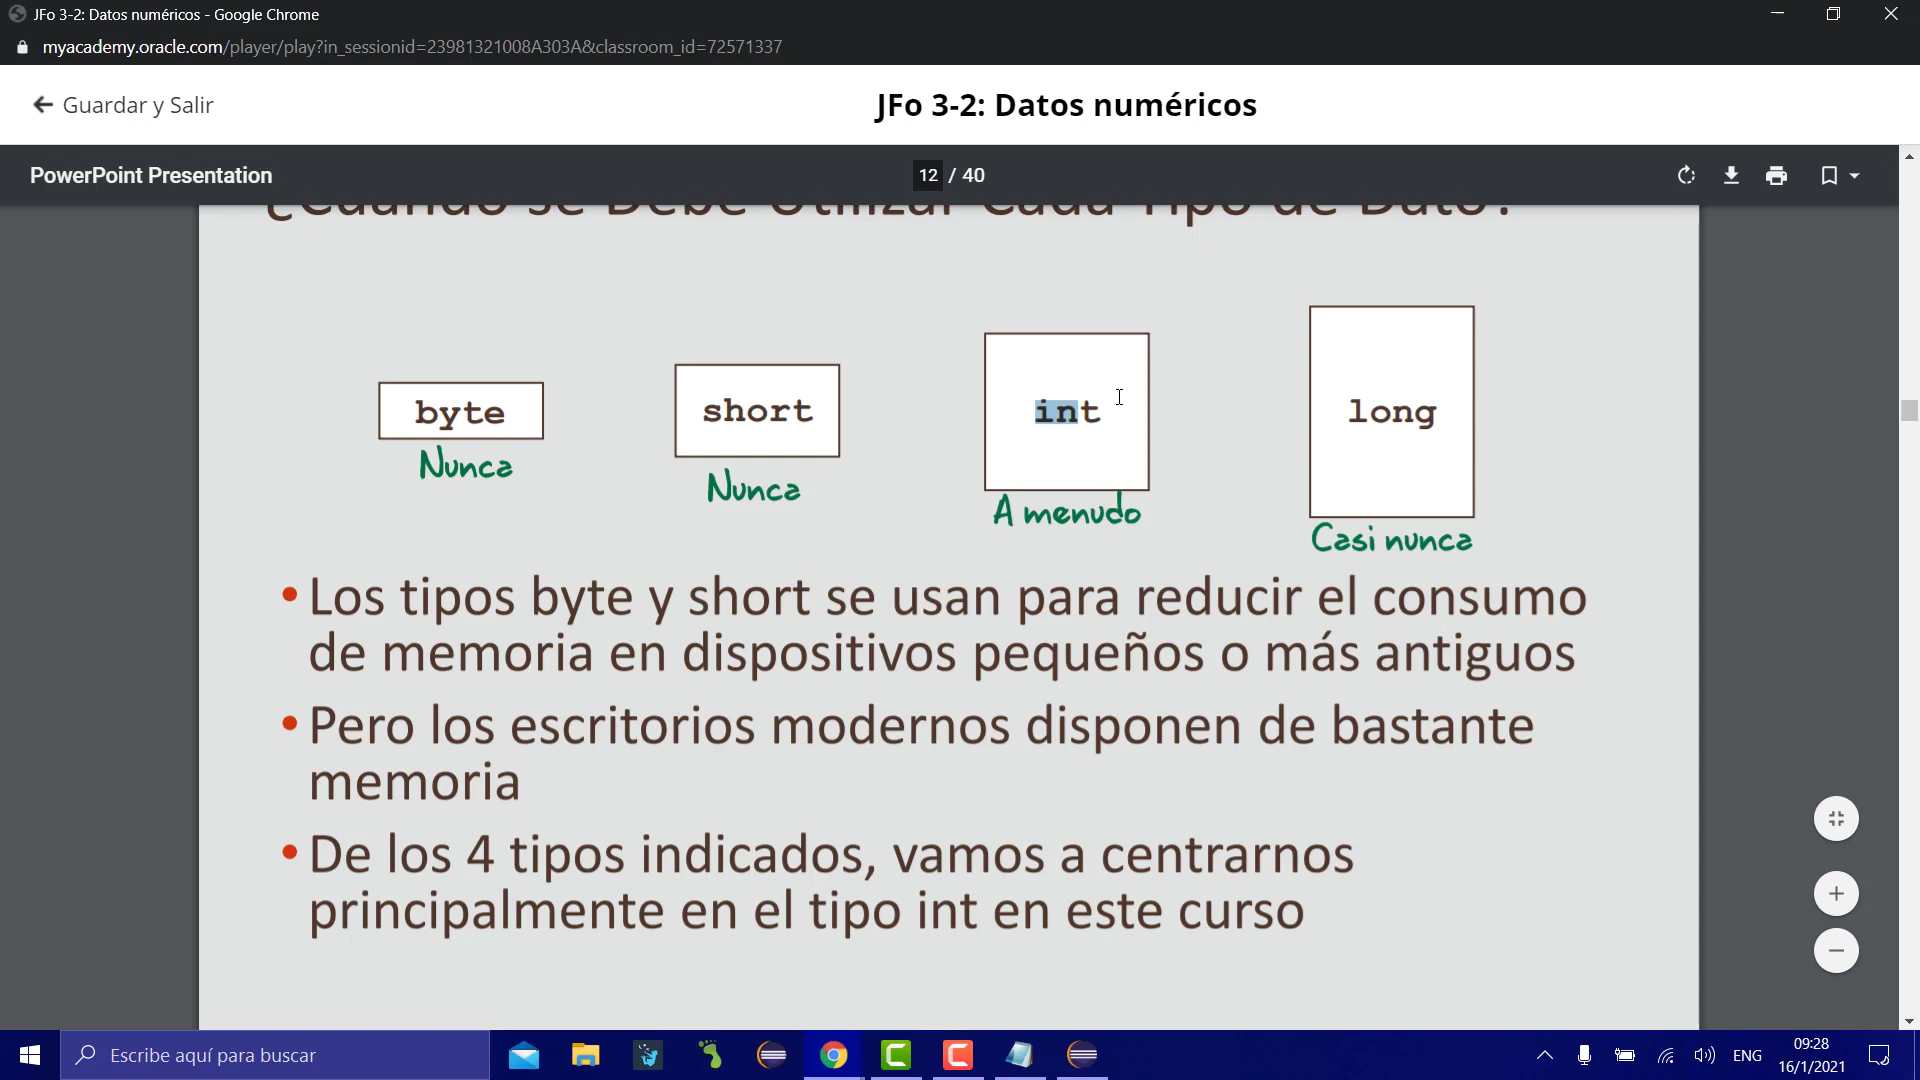 JFo 3-2: Datos numéricos - Google Chrome
myacademy.oracle.com/player/play?in_sessionid=23981321008A303A&classroom_id=72571337
Guardar y Salir
JFo 3-2: Datos numéricos
PowerPoint Presentation
12 / 40
¿Cuándo se Debe Utilizar Cada Tipo de Dato?
byte
short
int
long
Nunca
Nunca
A menudo
Casi nunca
• Los tipos byte y short se usan para reducir el consumo
de memoria en dispositivos pequeños o más antiguos
• Pero los escritorios modernos disponen de bastante
memoria
• De los 4 tipos indicados, vamos a centrarnos
principalmente en el tipo int en este curso
Escribe aquí para buscar
ENG
09:28
16/1/2021